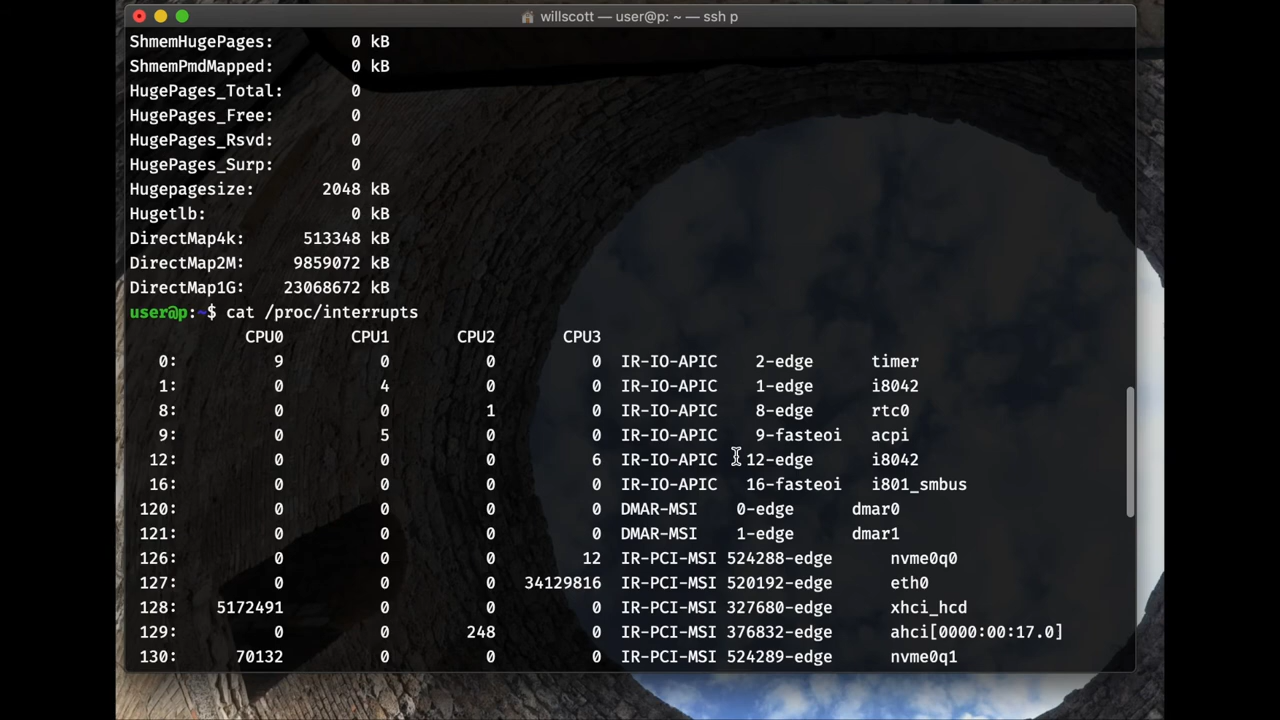 willscott — user@p: ~ — ssh p
ShmemHugePages: 0 kB
ShmemPmdMapped: 0 kB
HugePages_Total: 0
HugePages_Free: 0
HugePages_Rsvd: 0
HugePages_Surp: 0
Hugepagesize: 2048 kB
Hugetlb: 0 kB
DirectMap4k: 513348 kB
DirectMap2M: 9859072 kB
DirectMap1G: 23068672 kB
user@p:~$ cat /proc/interrupts
CPU0 CPU1 CPU2 CPU3
0: 9 0 0 0 IR-IO-APIC 2-edge timer
1: 0 4 0 0 IR-IO-APIC 1-edge i8042
8: 0 0 1 0 IR-IO-APIC 8-edge rtc0
9: 0 5 0 0 IR-IO-APIC 9-fasteoi acpi
12: 0 0 0 6 IR-IO-APIC 12-edge i8042
16: 0 0 0 0 IR-IO-APIC 16-fasteoi i801_smbus
120: 0 0 0 0 DMAR-MSI 0-edge dmar0
121: 0 0 0 0 DMAR-MSI 1-edge dmar1
126: 0 0 0 12 IR-PCI-MSI 524288-edge nvme0q0
127: 0 0 0 34129816 IR-PCI-MSI 520192-edge eth0
128: 5172491 0 0 0 IR-PCI-MSI 327680-edge xhci_hcd
129: 0 0 248 0 IR-PCI-MSI 376832-edge ahci[0000:00:17.0]
130: 70132 0 0 0 IR-PCI-MSI 524289-edge nvme0q1